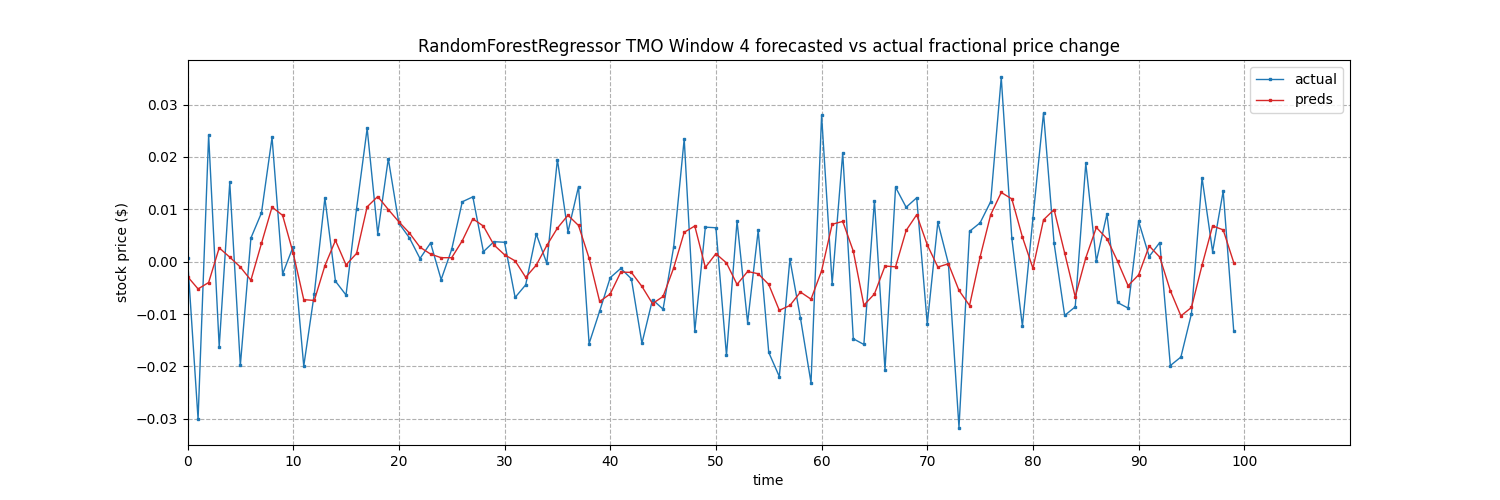 RandomForestRegressor TMO Window 4 forecasted vs actual fractional price change
actual
preds
stock price ($)
0.03
0.02
0.01
0.00
−0.01
−0.02
−0.03
0 10 20 30 40 50 60 70 80 90 100
time